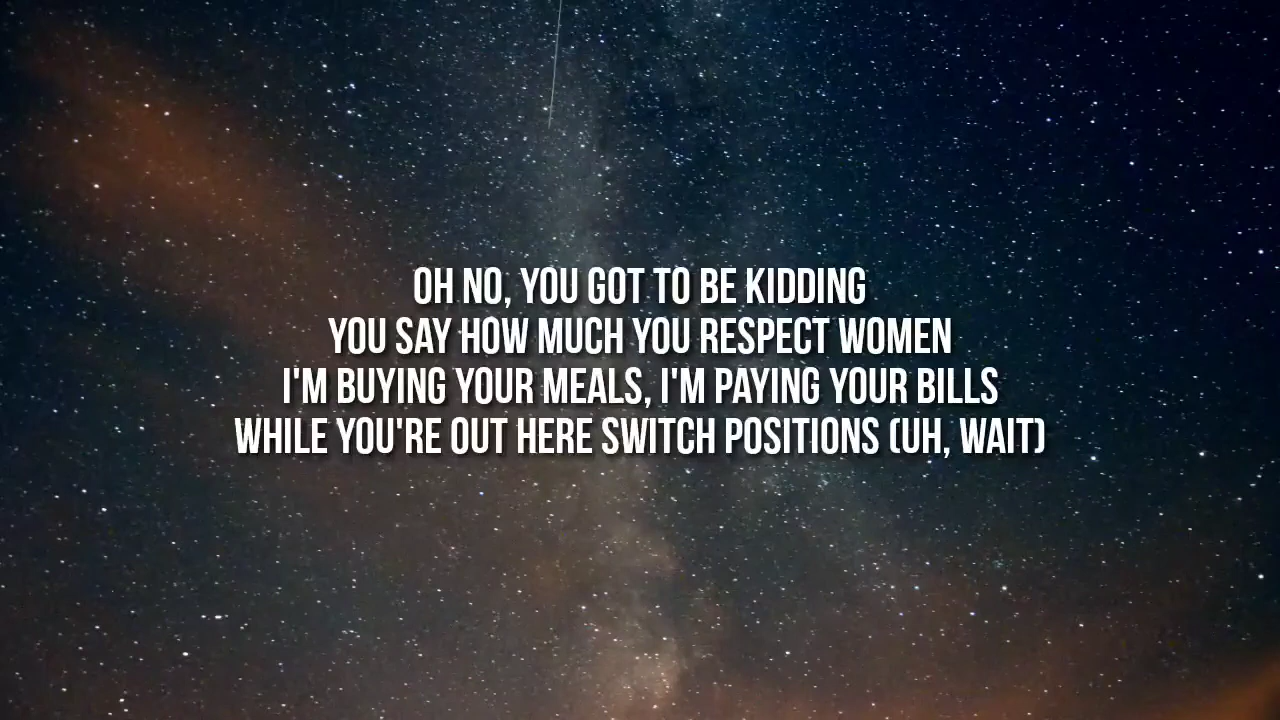 OH NO, YOU GOT TO BE KIDDING
YOU SAY HOW MUCH YOU RESPECT WOMEN
I'M BUYING YOUR MEALS, I'M PAYING YOUR BILLS
WHILE YOU'RE OUT HERE SWITCH POSITIONS (UH, WAIT)